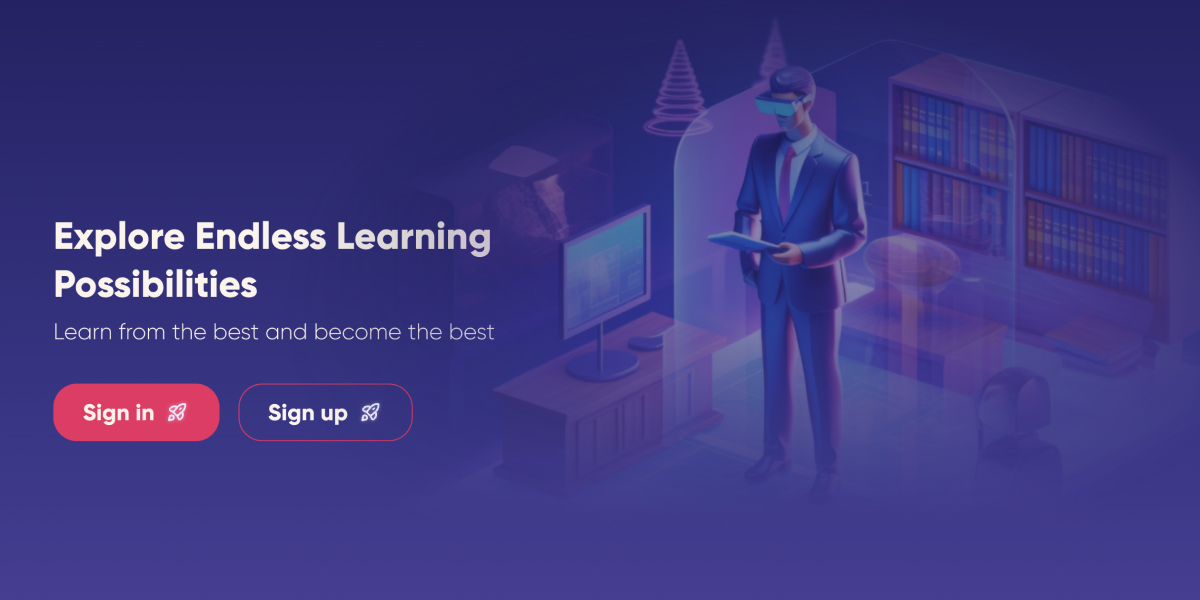 Explore Endless Learning
Possibilities
Learn from the best and become the best
Sign in
Sign up